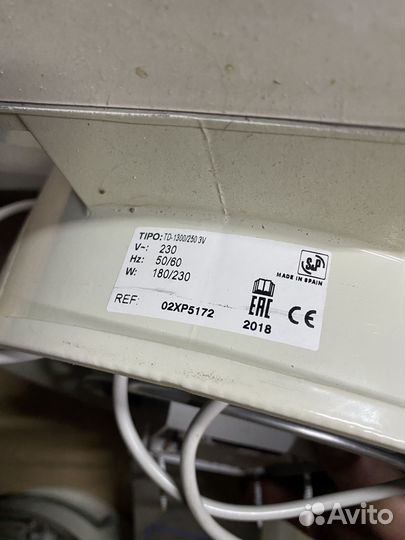 TIPO: TD-1300/250 3V
V~: 230
Hz: 50/60
W: 180/230
S&P
MADE IN SPAIN
REF: 02XP5172
EAC
2018
CE
Avito